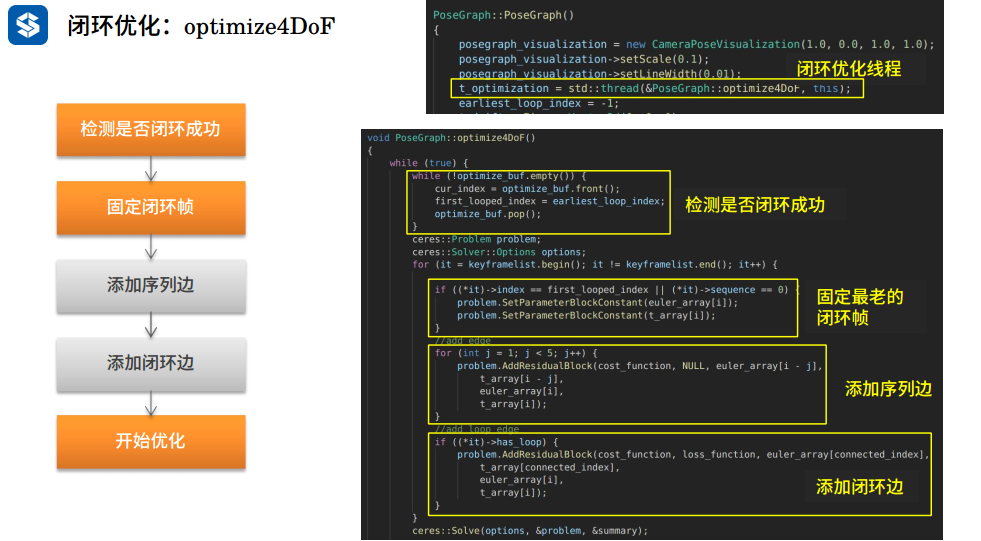 闭环优化：optimize4DoF
检测是否闭环成功
固定闭环帧
添加序列边
添加闭环边
开始优化
PoseGraph::PoseGraph()
{
posegraph_visualization = new CameraPoseVisualization(1.0, 0.0, 1.0, 1.0);
posegraph_visualization->setScale(0.1);
posegraph_visualization->setLineWidth(0.01);
闭环优化线程
t_optimization = std::thread(&PoseGraph::optimize4DoF, this);
earliest_loop_index = -1;
void PoseGraph::optimize4DoF()
{
while (true) {
while (!optimize_buf.empty()) {
cur_index = optimize_buf.front();
first_looped_index = earliest_loop_index;
optimize_buf.pop();
}
检测是否闭环成功
ceres::Problem problem;
ceres::Solver::Options options;
for (it = keyframelist.begin(); it != keyframelist.end(); it++) {
if ((*it)->index == first_looped_index || (*it)->sequence == 0) {
problem.SetParameterBlockConstant(euler_array[i]);
problem.SetParameterBlockConstant(t_array[i]);
}
固定最老的
闭环帧
//add edge
for (int j = 1; j < 5; j++) {
problem.AddResidualBlock(cost_function, NULL, euler_array[i - j],
t_array[i - j],
euler_array[i],
t_array[i]);
}
添加序列边
//add loop edge
if ((*it)->has_loop) {
problem.AddResidualBlock(cost_function, loss_function, euler_array[connected_index],
t_array[connected_index],
euler_array[i],
t_array[i]);
}
添加闭环边
}
ceres::Solve(options, &problem, &summary);